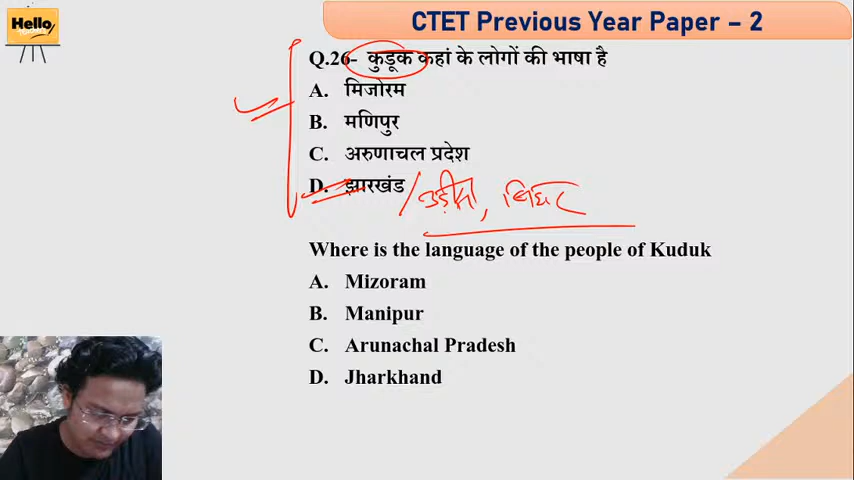 Hello
CTET Previous Year Paper – 2
Q.26- कुडूक कहां के लोगों की भाषा है
A. मिजोरम
B. मणिपुर
C. अरुणाचल प्रदेश
D. झारखंड / उड़ीसा, बिहार
Where is the language of the people of Kuduk
A. Mizoram
B. Manipur
C. Arunachal Pradesh
D. Jharkhand